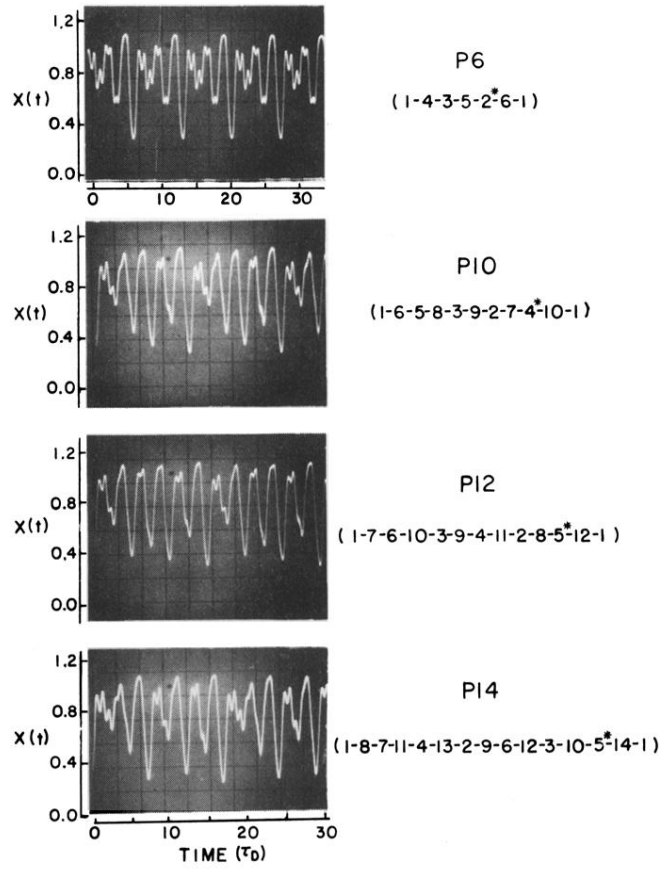 1.2
P6
0.8
X(t)
(1-4-3-5-2*-6-1)
0.4
0.0
0 10 20 30
1.2
P10
0.8
X(t)
(1-6-5-8-3-9-2-7-4*-10-1)
0.4
0.0
1.2
P12
0.8
(1-7-6-10-3-9-4-11-2-8-5*-12-1)
0.4
0.0
1.2
P14
0.8
X(t)
(1-8-7-11-4-13-2-9-6-12-3-10-5*-14-1)
0.4
0.0
0 10 20 30
TIME (τD)